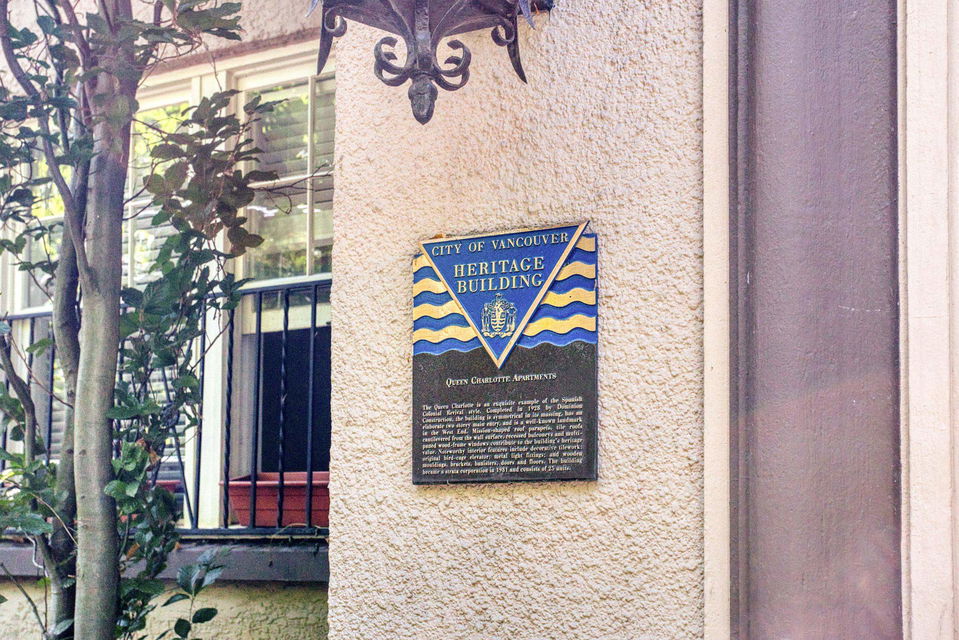 CITY OF VANCOUVER
HERITAGE
BUILDING
QUEEN CHARLOTTE APARTMENTS
The Queen Charlotte is an exquisite example of the Spanish
Colonial Revival style. Completed in 1928 by Dominion
Construction, the building is symmetrical in its massing, has an
elaborate two storey main entry, and is a well-known landmark
in the West End. Mission-shaped roof parapets, tile roofs
cantilevered from the wall surface, recessed balconery and multi-
paned wood-frame windows contribute to the building's heritage
value. Noteworthy interior features include decorative tilework;
original bird-cage elevator; metal light fittings; and wooden
mouldings, brackets, banisters, doors and floors. The building
became a strata corporation in 1981 and consists of 25 units.